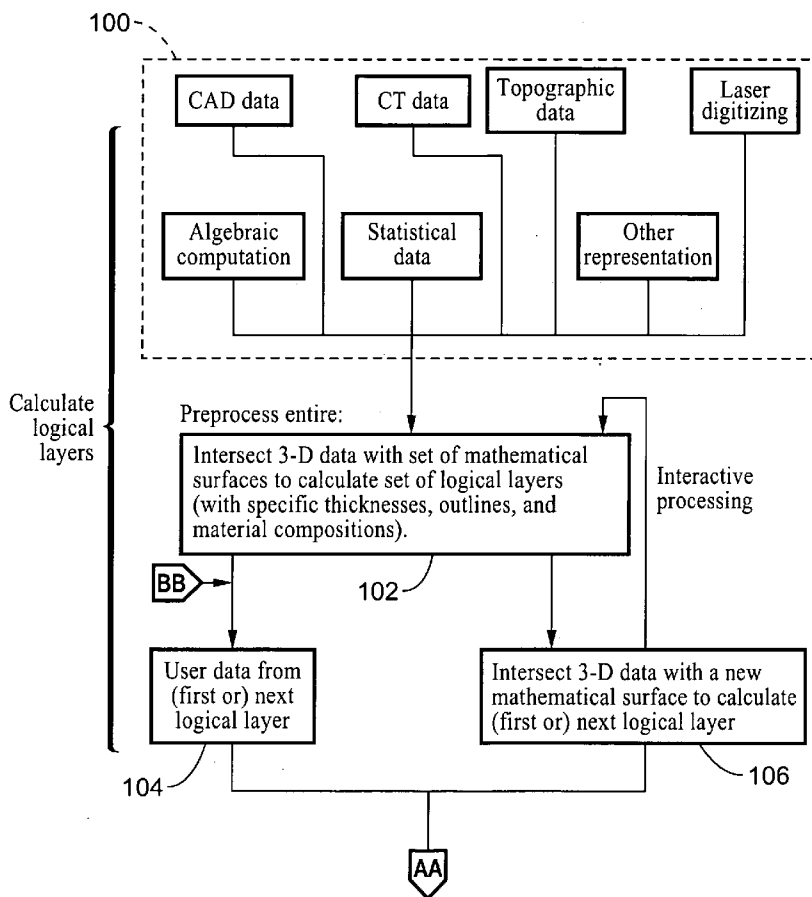 100
CAD data
CT data
Topographic
data
Laser
digitizing
Algebraic
computation
Statistical
data
Other
representation
Calculate
logical
layers
Preprocess entire:
Intersect 3-D data with set of mathematical
surfaces to calculate set of logical layers
(with specific thicknesses, outlines, and
material compositions).
Interactive
processing
BB
102
User data from
(first or) next
logical layer
Intersect 3-D data with a new
mathematical surface to calculate
(first or) next logical layer
104
106
AA